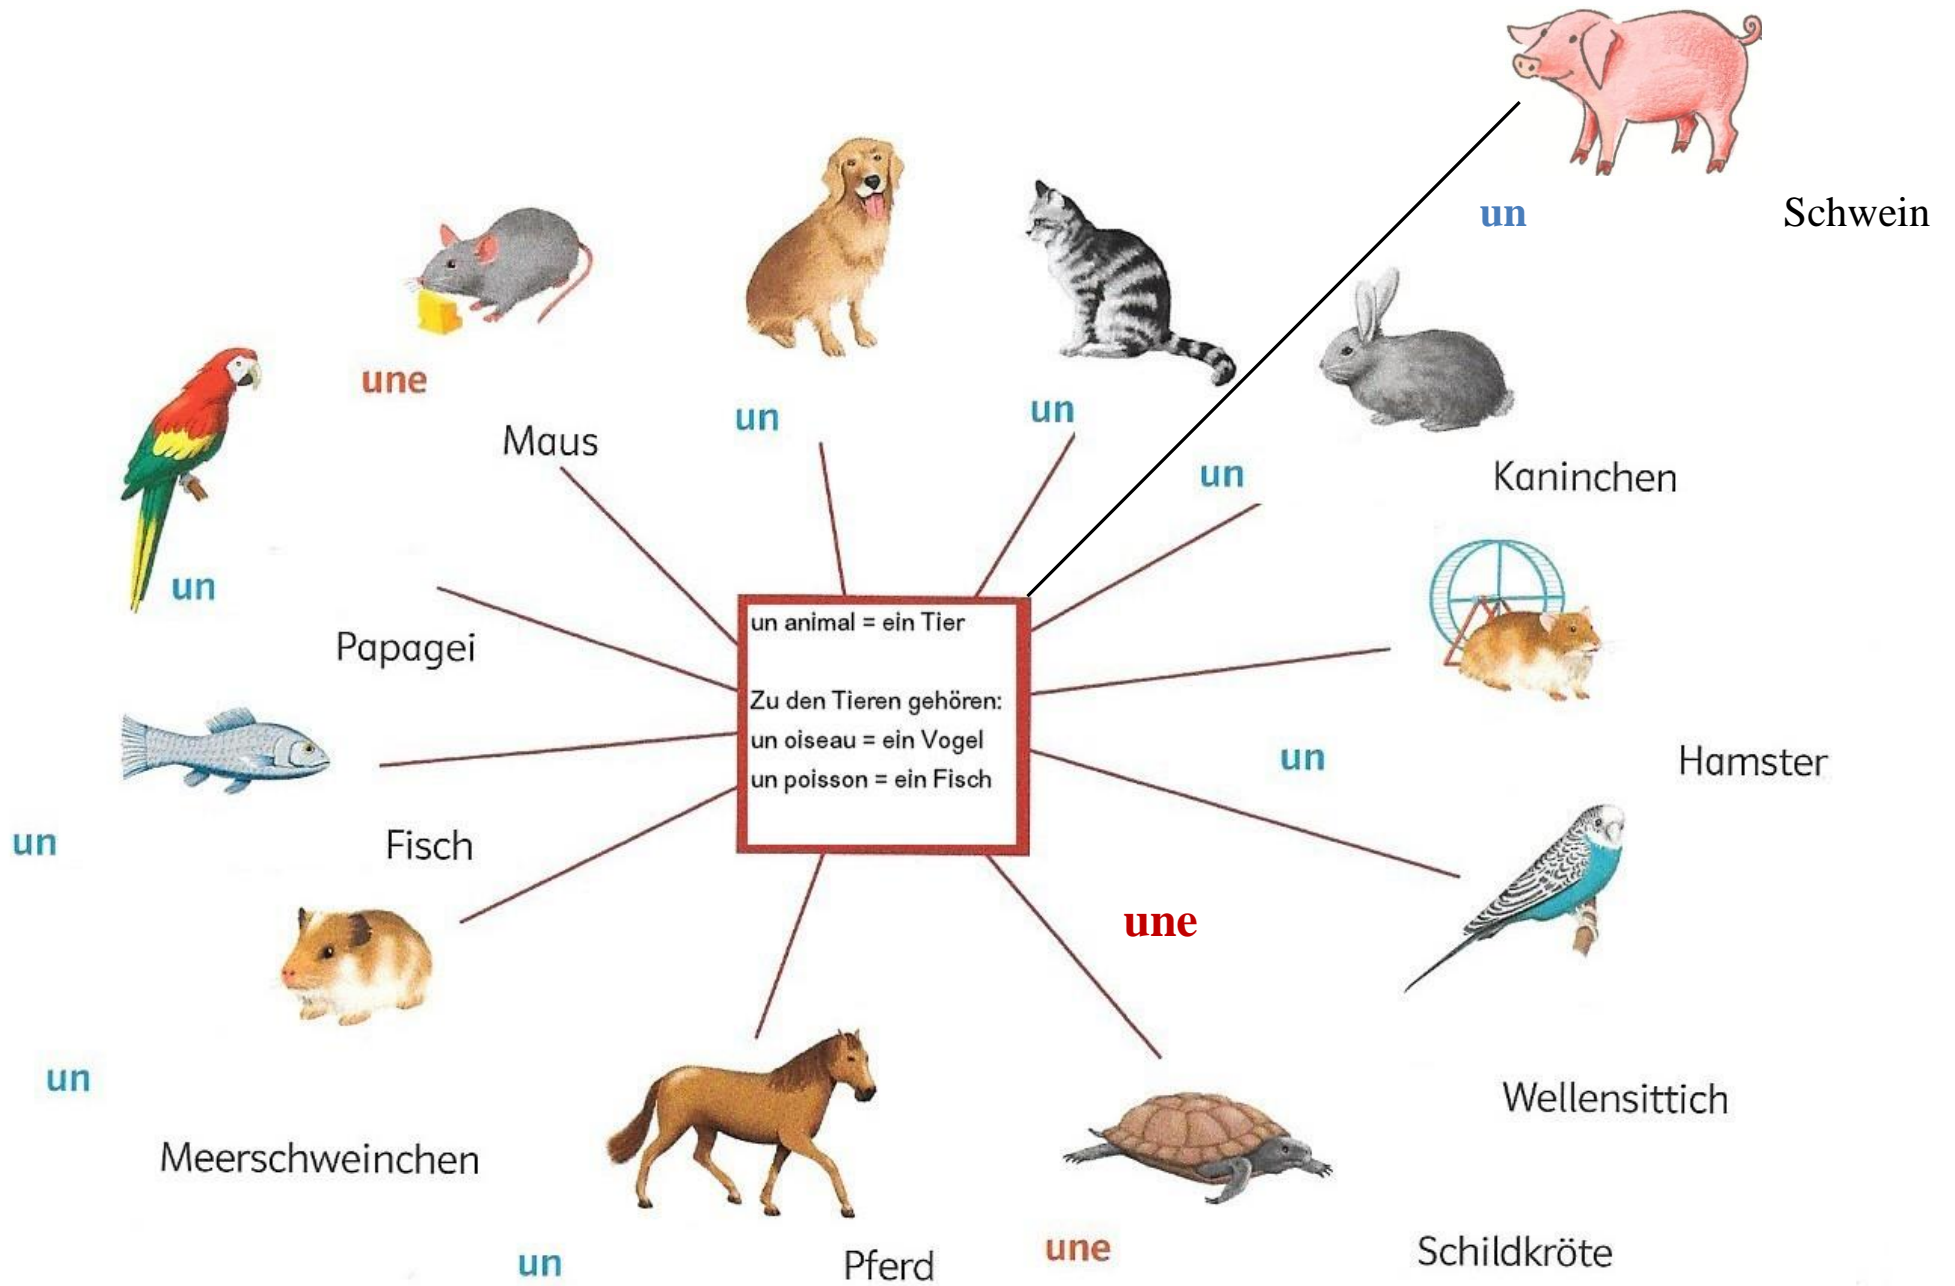 un Schwein
une
un
un
Maus
un
Kaninchen
un
Papagei
un animal = ein Tier
Zu den Tieren gehören:
un oiseau = ein Vogel
un poisson = ein Fisch
un
Hamster
un
Fisch
une
un
Wellensittich
Meerschweinchen
un
Pferd
une
Schildkröte